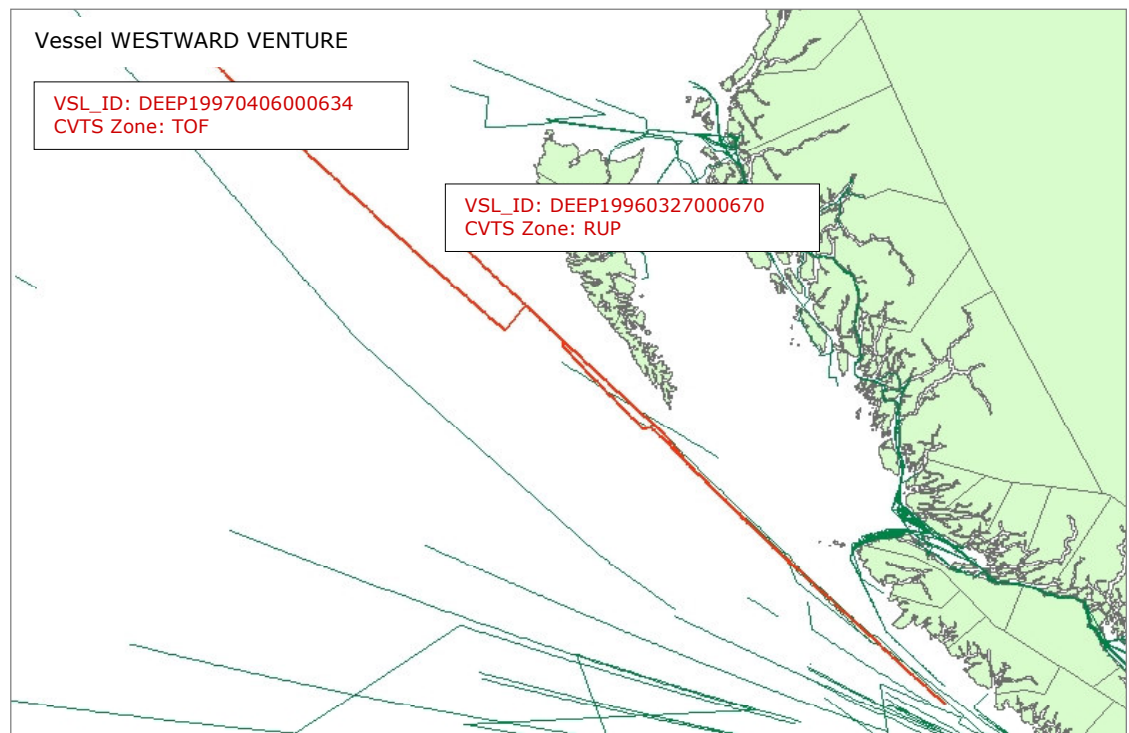 Vessel WESTWARD VENTURE
VSL_ID: DEEP19970406000634
CVTS Zone: TOF
VSL_ID: DEEP19960327000670
CVTS Zone: RUP